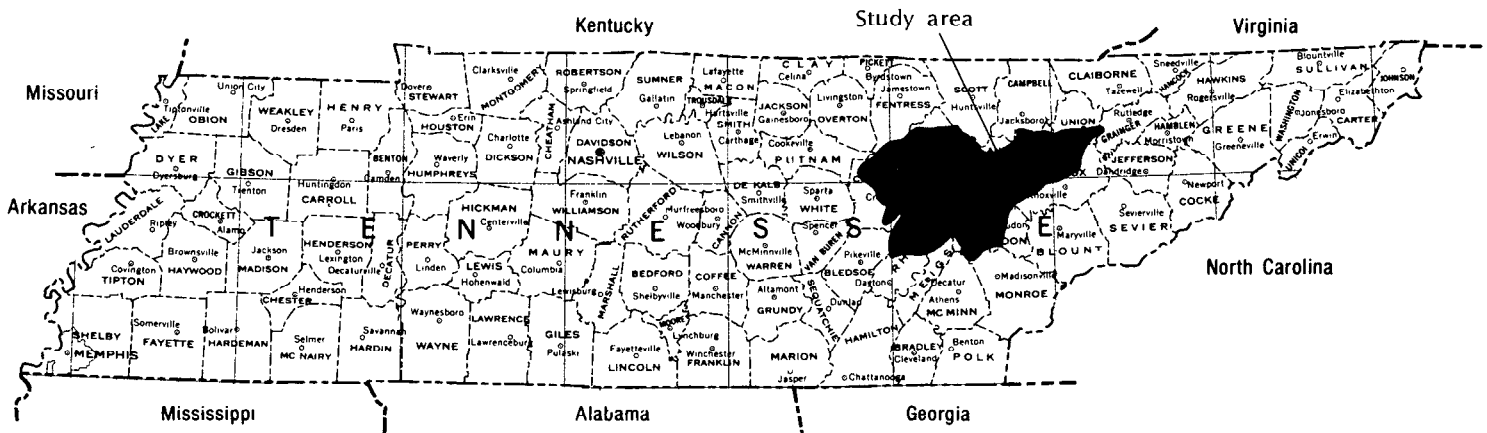 Study area
Kentucky
Virginia
Missouri
Arkansas
North Carolina
Mississippi
Alabama
Georgia
TENNESSEE
LAKE
Tiptonville
Union City
OBION
WEAKLEY
Dresden
HENRY
Paris
Dover
STEWART
Clarksville
MONTGOMERY
ROBERTSON
Springfield
SUMNER
Gallatin
Lafayette
MACON
TROUSDALE
Hartsville
CLAY
Celina
PICKETT
Byrdstown
Jamestown
FENTRESS
SCOTT
Huntsville
CAMPBELL
Jacksboro
CLAIBORNE
Tazewell
Sneedville
HANCOCK
HAWKINS
Rogersville
Blountville
SULLIVAN
JOHNSON
Elizabethton
CARTER
WASHINGTON
Jonesboro
Erwin
UNICOI
GREENE
Greeneville
UNION
Rutledge
GRAINGER
HAMBLEN
Morristown
JEFFERSON
Dandridge
Newport
COCKE
Sevierville
SEVIER
Maryville
BLOUNT
DYER
Dyersburg
GIBSON
Trenton
Huntingdon
CARROLL
BENTON
Camden
HOUSTON
Erin
Waverly
HUMPHREYS
Charlotte
DICKSON
CHEATHAM
Ashland City
DAVIDSON
NASHVILLE
Lebanon
WILSON
SMITH
Carthage
JACKSON
Gainesboro
Livingston
OVERTON
Cookeville
PUTNAM
DE KALB
Smithville
Sparta
WHITE
LAUDERDALE
Ripley
CROCKETT
Alamo
Brownsville
HAYWOOD
Jackson
MADISON
HENDERSON
Lexington
Decaturville
DECATUR
PERRY
Linden
HICKMAN
Centerville
LEWIS
Hohenwald
Franklin
WILLIAMSON
MAURY
Columbia
RUTHERFORD
Murfreesboro
Woodbury
CANNON
McMinnville
WARREN
Spencer
VAN BUREN
Pikeville
BLEDSOE
Dayton
MEIGS
Decatur
Athens
MC MINN
Madisonville
MONROE
Covington
TIPTON
Henderson
CHESTER
Lewisburg
MARSHALL
BEDFORD
Shelbyville
COFFEE
Manchester
Altamont
GRUNDY
SEQUATCHIE
Dunlap
HAMILTON
SHELBY
MEMPHIS
Somerville
FAYETTE
Bolivar
HARDEMAN
Selmer
MC NAIRY
Savannah
HARDIN
Waynesboro
WAYNE
LAWRENCE
Lawrenceburg
GILES
Pulaski
Fayetteville
LINCOLN
MOORE
Lynchburg
Winchester
FRANKLIN
MARION
Jasper
Chattanooga
BRADLEY
Cleveland
Benton
POLK